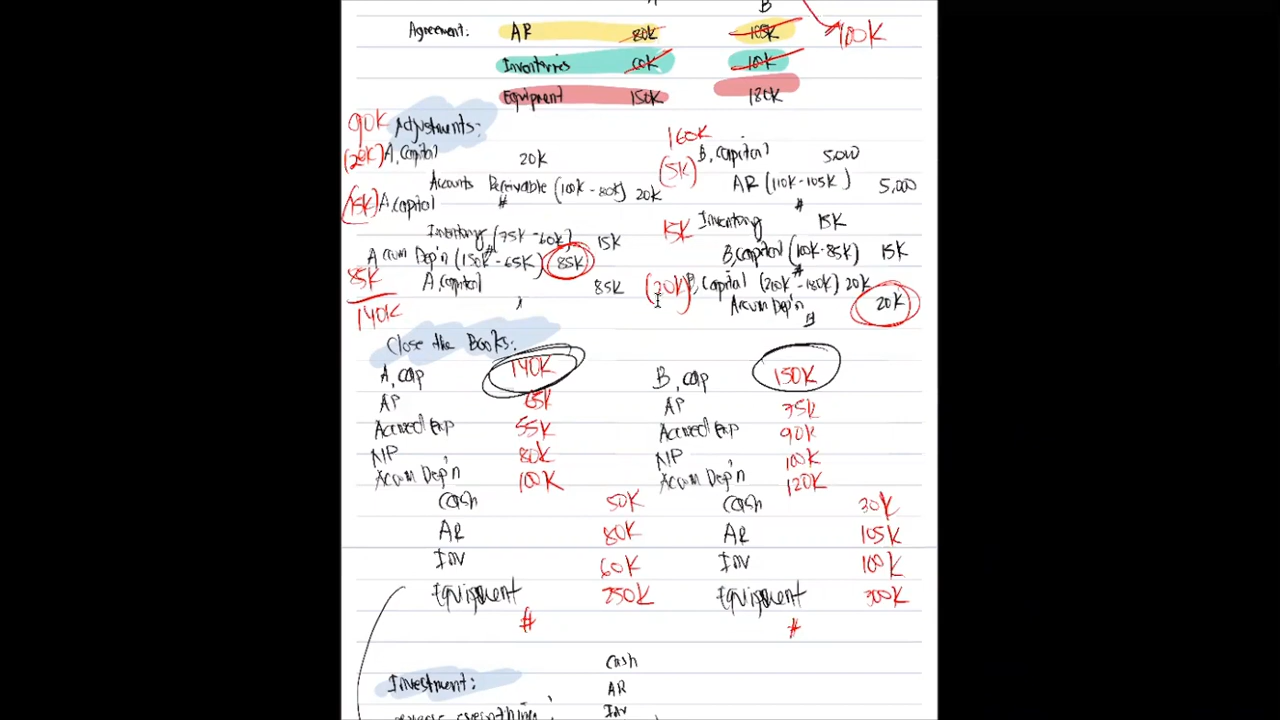 B
Agreement: AR 80K 105K 100K
Inventories 60K 100K
Equipment 150K 180K
90K Adjustments:
160K
(20K) A, Capital 20K
B, Capital 5,000
(5K)
Accounts Receivable (100K - 80K) 20K
AR (110K - 105K) 5,000
(15K) A, capital #
#
15K Inventory 15K
Inventory (75K - 60K) 15K
B, capital (100K - 85K) 15K
Accum Dep'n (150K - 65K) 85K
#
85K A, capital 85K
(20K) B, Capital (200K - 180K) 20K
Accum Dep'n 20K
140K
Close the Books:
A, cap 140K B, cap 150K
AP 65K AP 75K
Accrued Exp 55K Accrued Exp 90K
NP 80K NP 100K
Accum Dep'n 100K Accum Dep'n 120K
Cash 50K Cash 30K
AR 80K AR 105K
INV 60K INV 100K
Equipment 250K Equipment 300K
# #
Cash
Investment: AR
everything INV